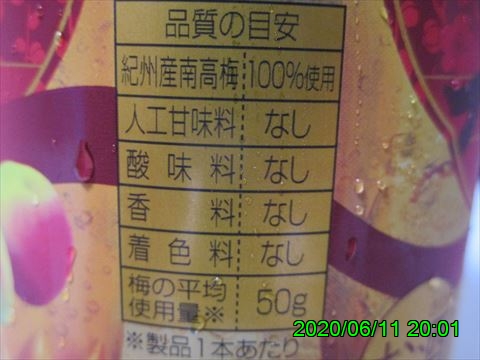 品質の目安
紀州産南高梅 100%使用
人工甘味料 なし
酸味料 なし
香料 なし
着色料 なし
梅の平均
使用量※ 50g
※製品1本あたり
2020/06/11 20:01